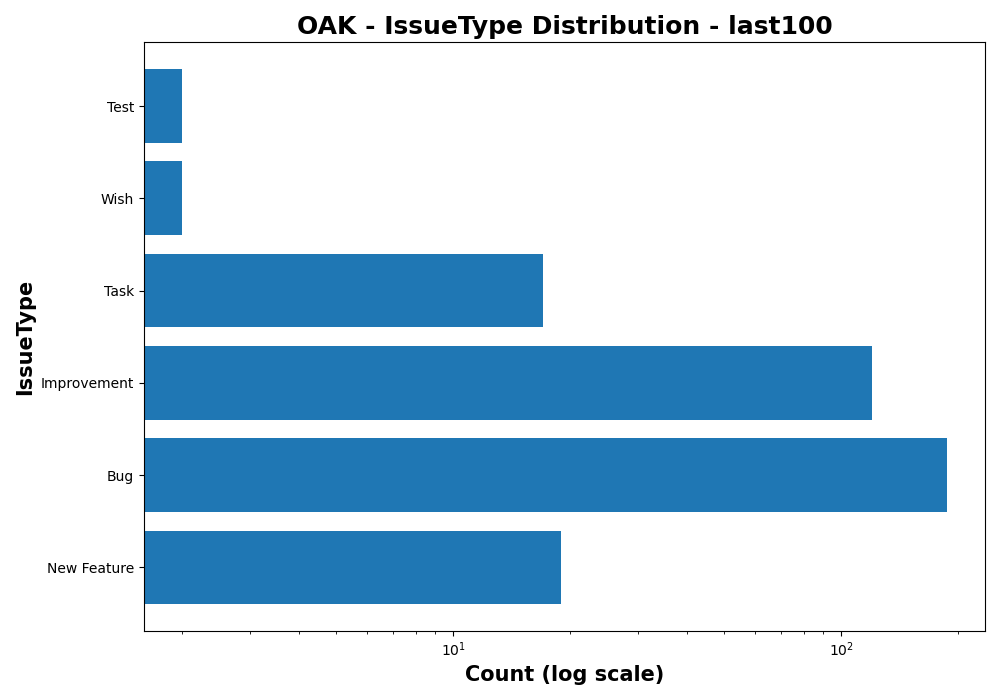 OAK - IssueType Distribution - last100
Test
Wish
Task
Improvement
Bug
New Feature
IssueType
10¹ 10²
Count (log scale)